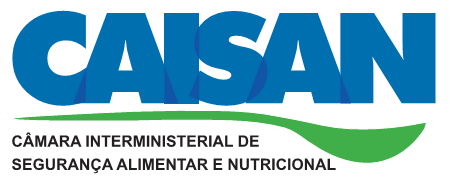 CAISAN
CÂMARA INTERMINISTERIAL DE
SEGURANÇA ALIMENTAR E NUTRICIONAL